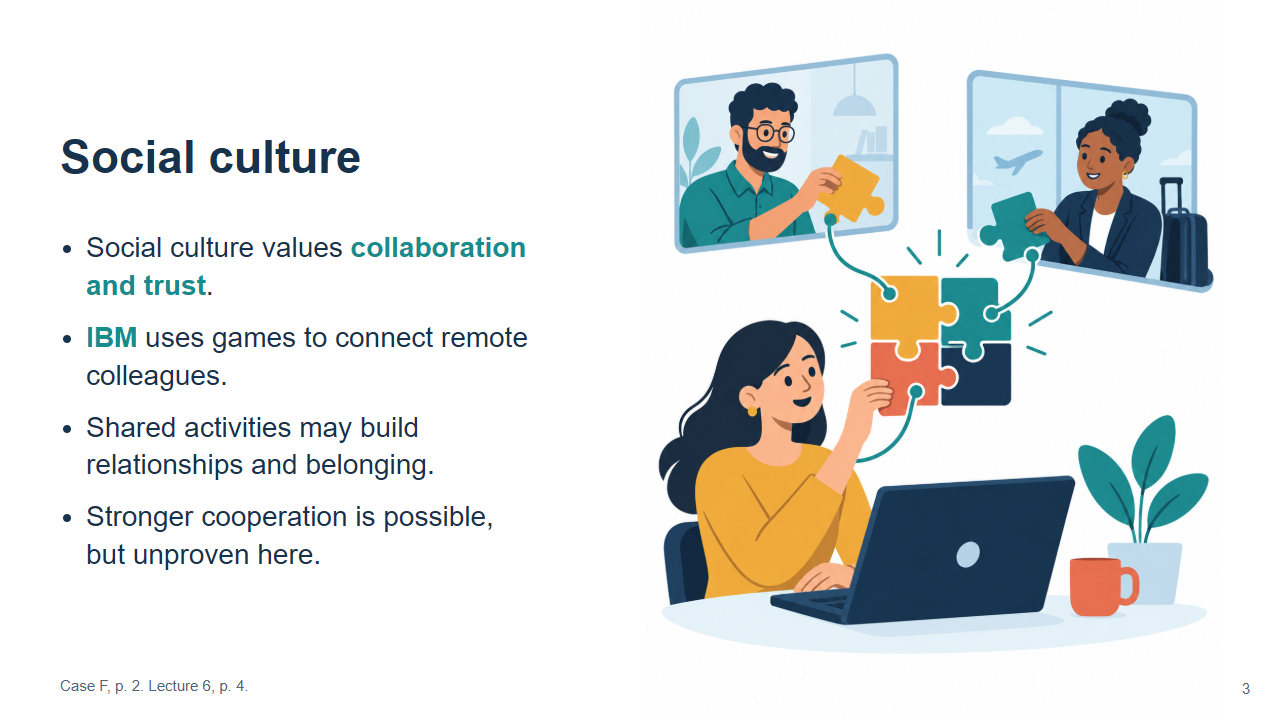 Social culture
• Social culture values collaboration
and trust.
• IBM uses games to connect remote
colleagues.
• Shared activities may build
relationships and belonging.
• Stronger cooperation is possible,
but unproven here.
Case F, p. 2. Lecture 6, p. 4.
3